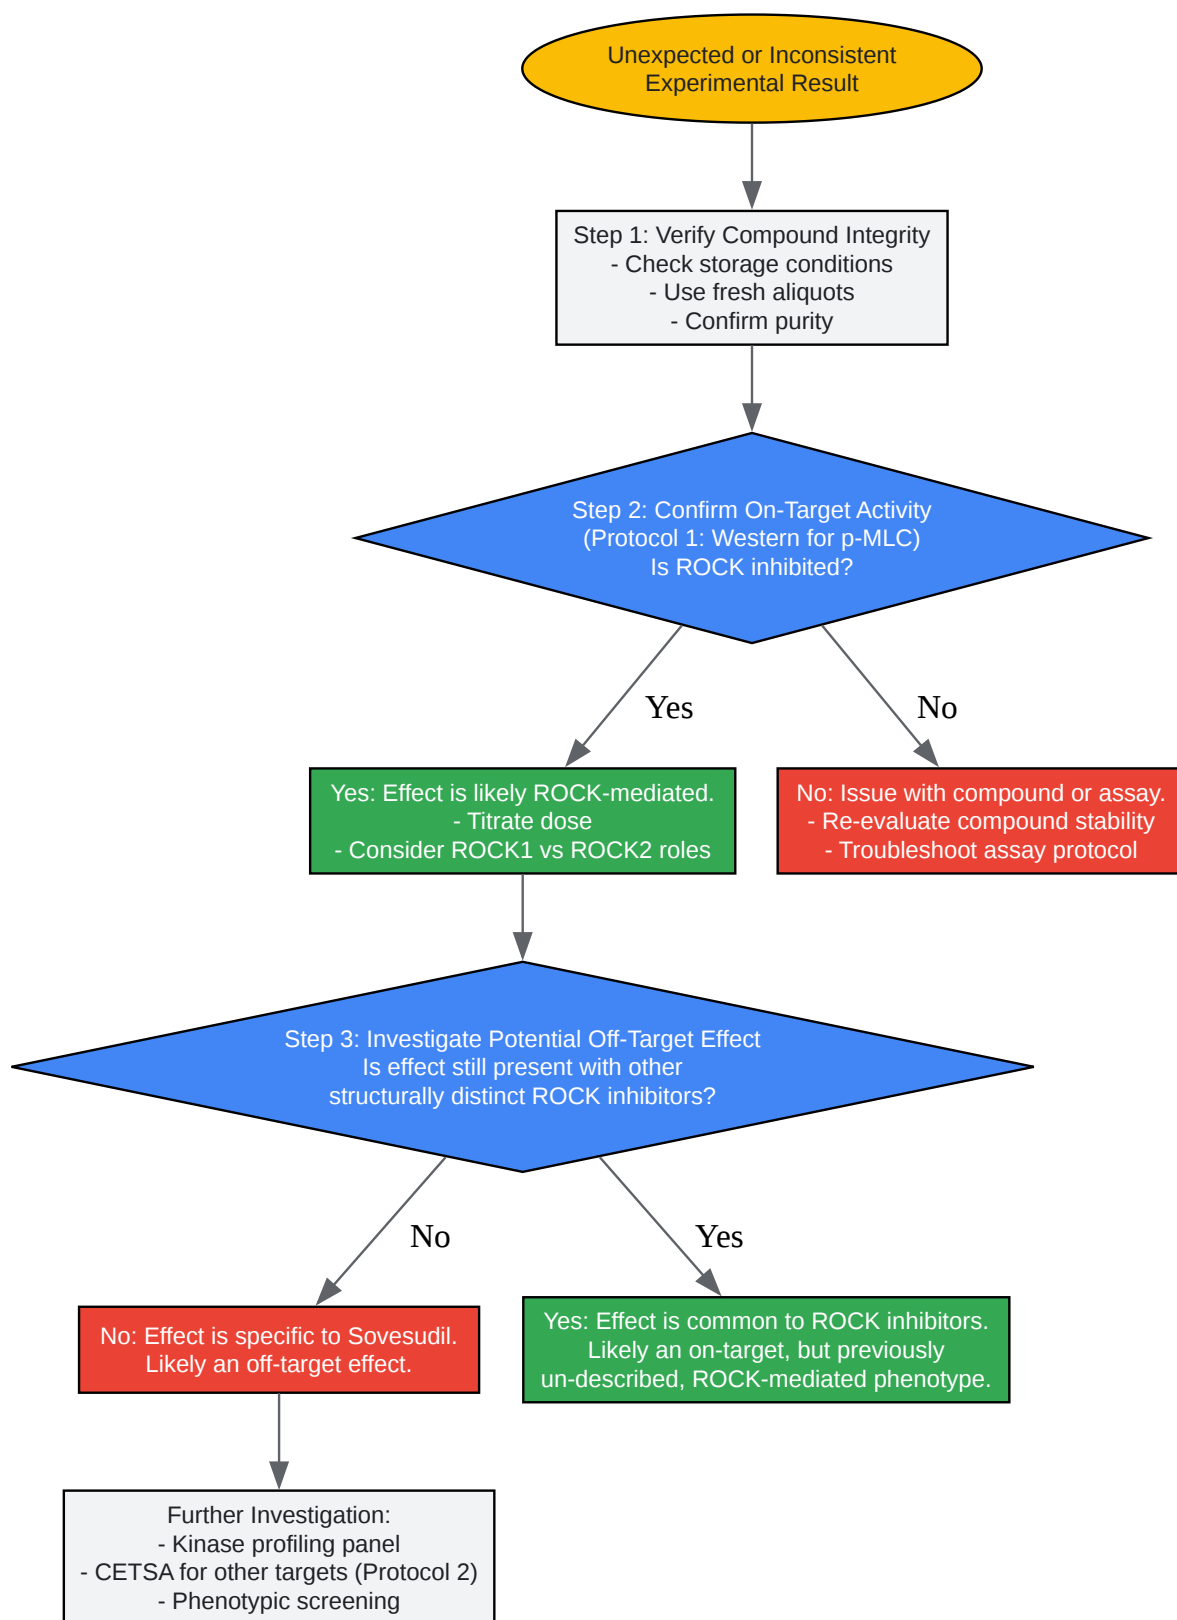 Unexpected or Inconsistent
Experimental Result
Step 1: Verify Compound Integrity
- Check storage conditions
- Use fresh aliquots
- Confirm purity
Step 2: Confirm On-Target Activity
(Protocol 1: Western for p-MLC)
Is ROCK inhibited?
Yes
No
Yes: Effect is likely ROCK-mediated.
- Titrate dose
- Consider ROCK1 vs ROCK2 roles
No: Issue with compound or assay.
- Re-evaluate compound stability
- Troubleshoot assay protocol
Step 3: Investigate Potential Off-Target Effect
Is effect still present with other
structurally distinct ROCK inhibitors?
No
Yes
No: Effect is specific to Sovesudil.
Likely an off-target effect.
Yes: Effect is common to ROCK inhibitors.
Likely an on-target, but previously
un-described, ROCK-mediated phenotype.
Further Investigation:
- Kinase profiling panel
- CETSA for other targets (Protocol 2)
- Phenotypic screening